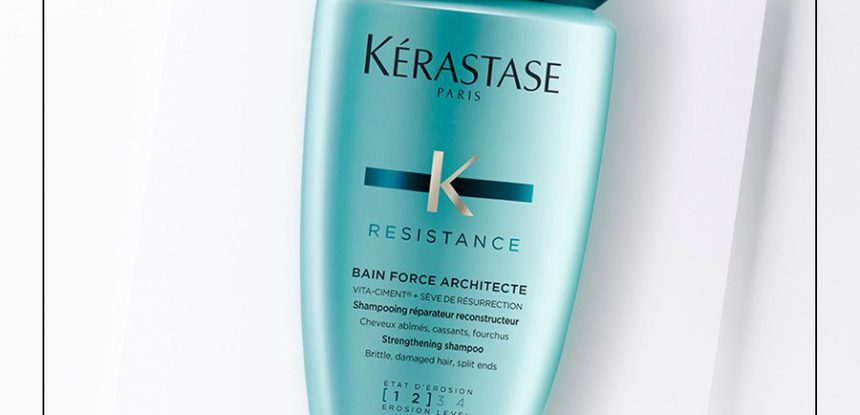 KÉRASTASE
PARIS
K
RESISTANCE
BAIN FORCE ARCHITECTE
VITA-CIMENT® + SÈVE DE RÉSURRECTION
Shampooing réparateur reconstructeur
Cheveux abîmés, cassants, fourchus
Strengthening shampoo
Brittle, damaged hair, split ends
ETAT D'ÉROSION
[1 2] 3 4
EROSION LEVEL